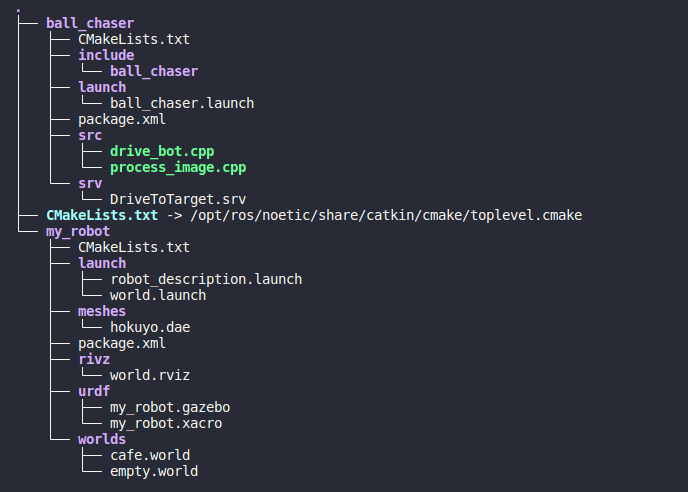 .
├── ball_chaser
│   ├── CMakeLists.txt
│   ├── include
│   │   └── ball_chaser
│   ├── launch
│   │   └── ball_chaser.launch
│   ├── package.xml
│   ├── src
│   │   ├── drive_bot.cpp
│   │   └── process_image.cpp
│   └── srv
│       └── DriveToTarget.srv
├── CMakeLists.txt -> /opt/ros/noetic/share/catkin/cmake/toplevel.cmake
└── my_robot
    ├── CMakeLists.txt
    ├── launch
    │   ├── robot_description.launch
    │   └── world.launch
    ├── meshes
    │   └── hokuyo.dae
    ├── package.xml
    ├── rivz
    │   └── world.rviz
    ├── urdf
    │   ├── my_robot.gazebo
    │   └── my_robot.xacro
    └── worlds
        ├── cafe.world
        └── empty.world